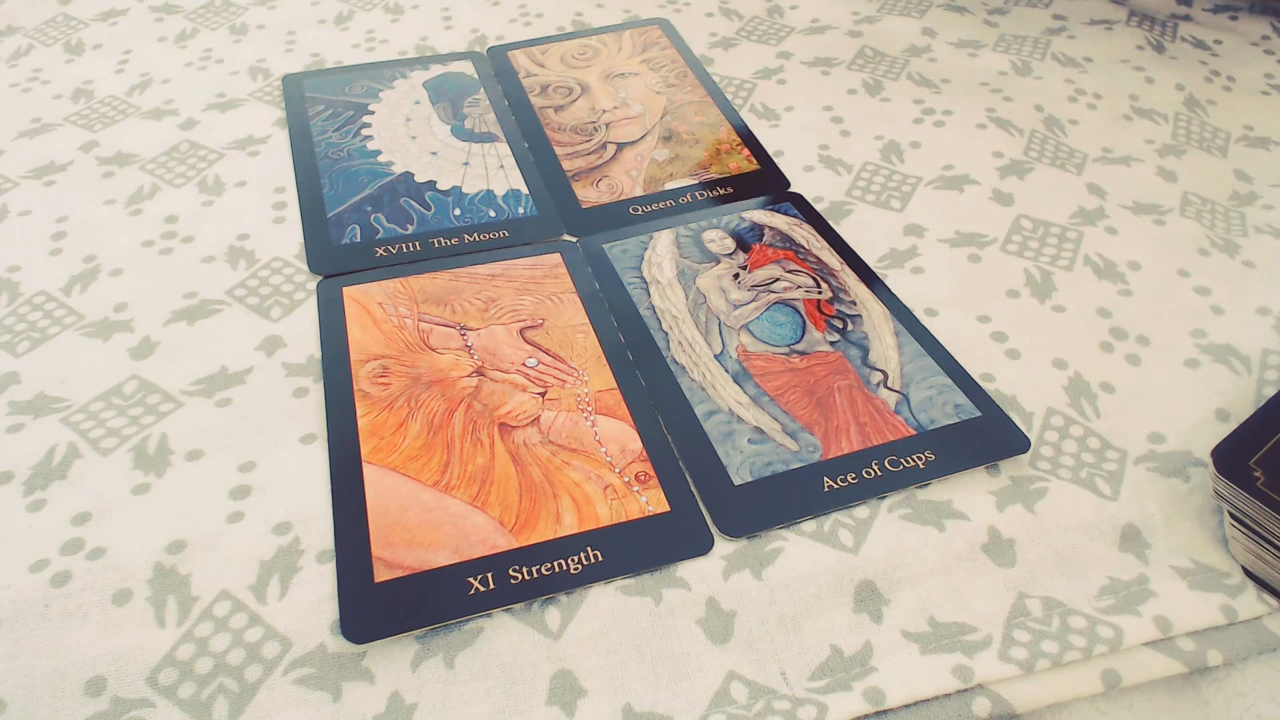 XVIII The Moon
Queen of Disks
XI Strength
Ace of Cups